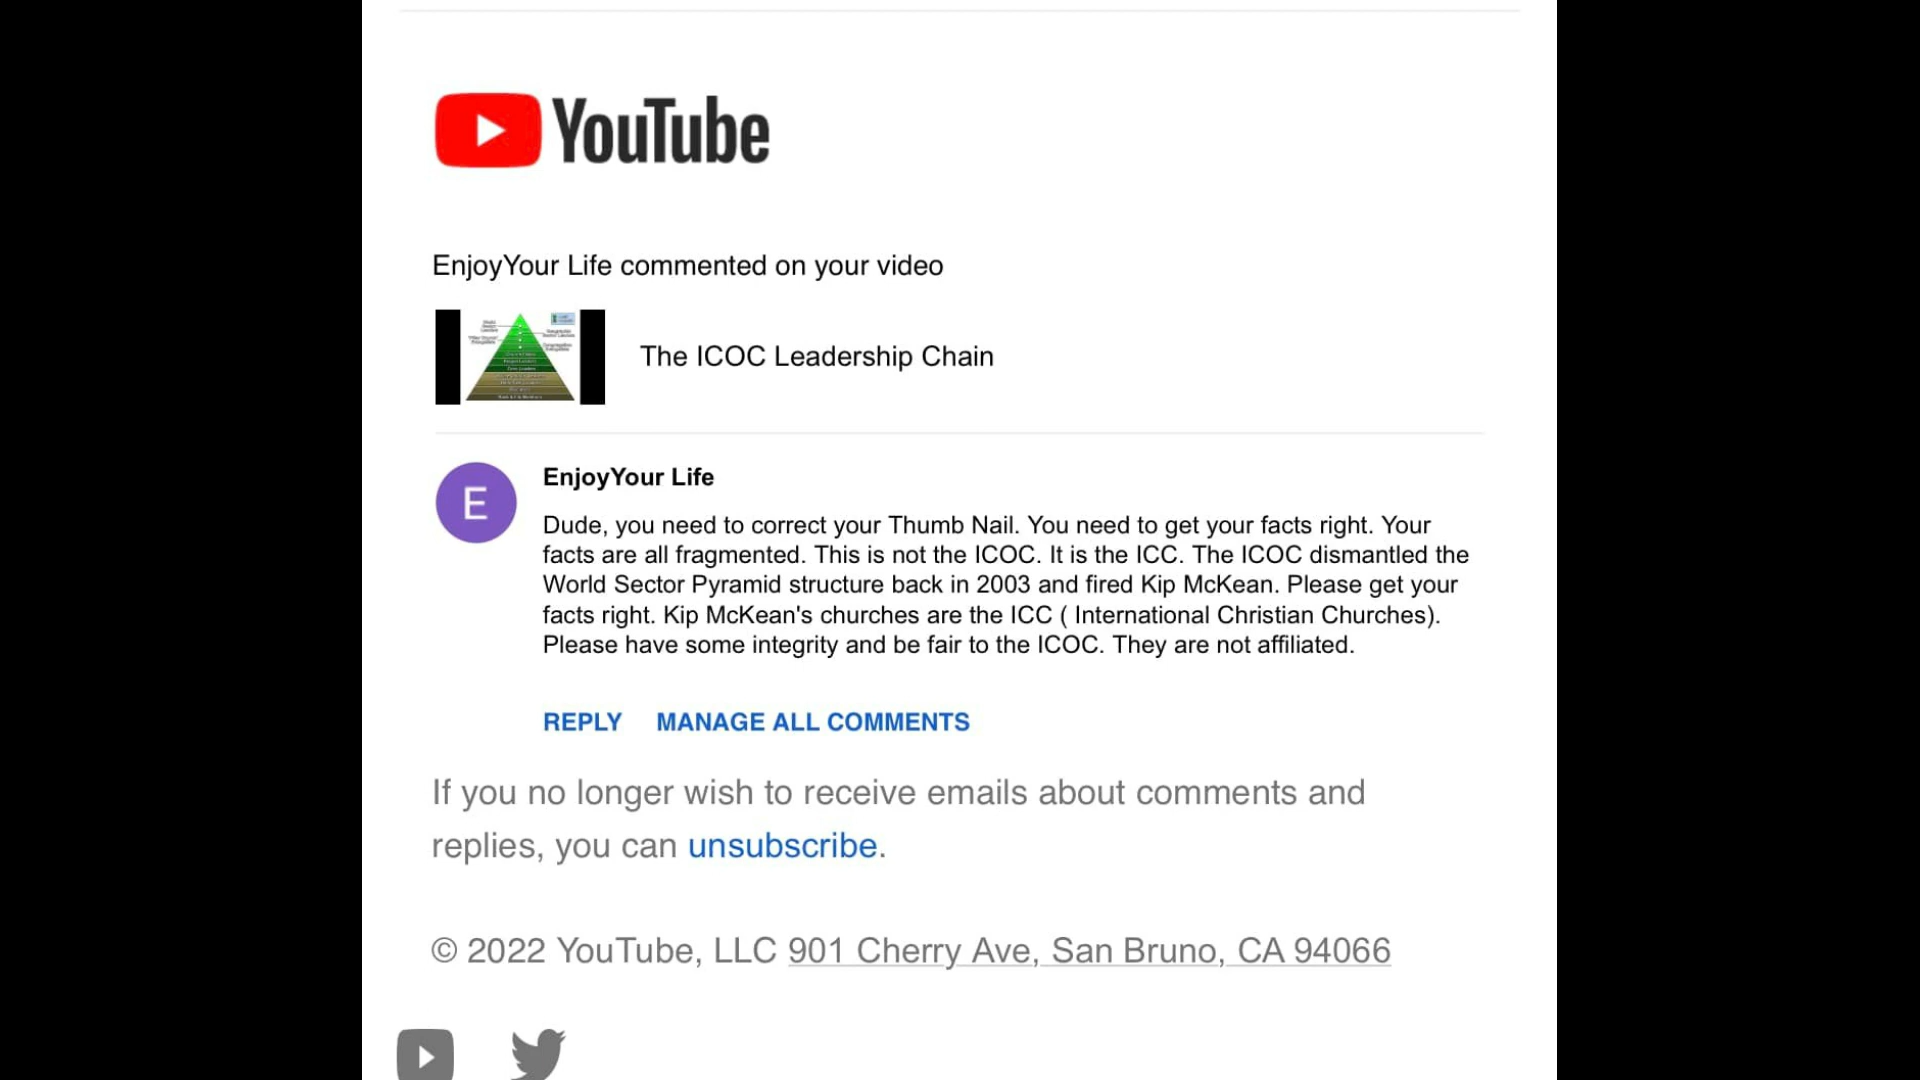 YouTube
EnjoyYour Life commented on your video
The ICOC Leadership Chain
E
EnjoyYour Life
Dude, you need to correct your Thumb Nail. You need to get your facts right. Your
facts are all fragmented. This is not the ICOC. It is the ICC. The ICOC dismantled the
World Sector Pyramid structure back in 2003 and fired Kip McKean. Please get your
facts right. Kip McKean's churches are the ICC ( International Christian Churches).
Please have some integrity and be fair to the ICOC. They are not affiliated.
REPLY MANAGE ALL COMMENTS
If you no longer wish to receive emails about comments and
replies, you can unsubscribe.
© 2022 YouTube, LLC 901 Cherry Ave, San Bruno, CA 94066